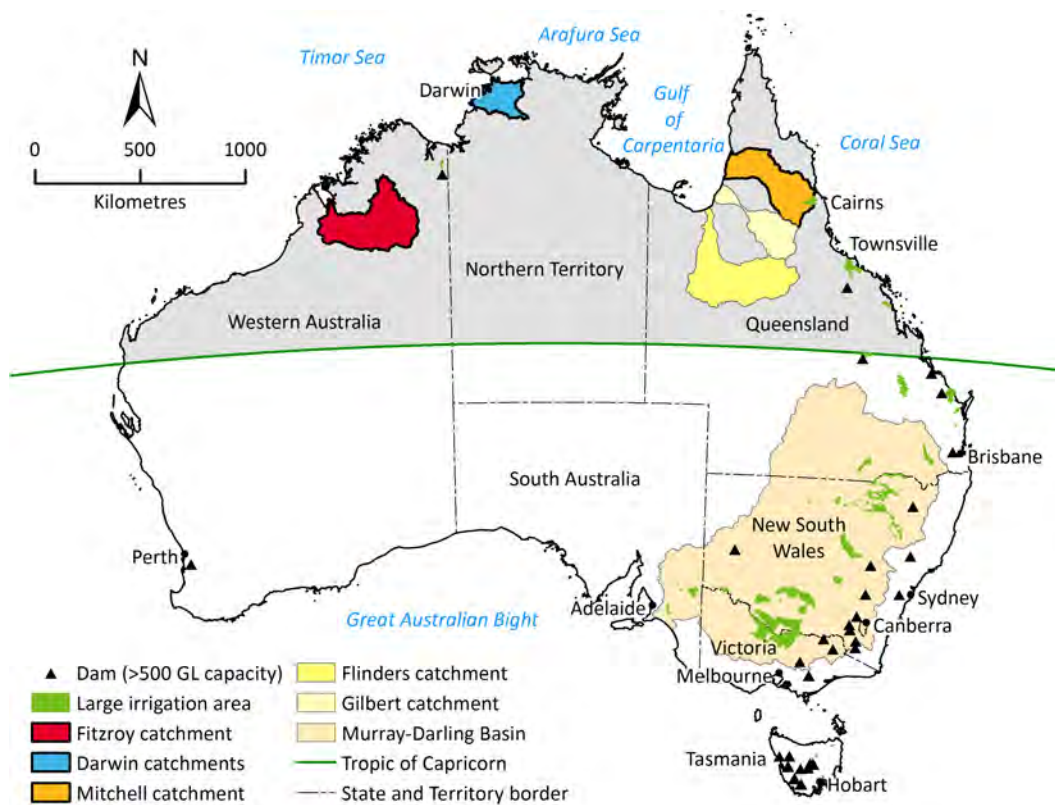 Timor Sea
Arafura Sea
N
Darwin
Gulf
of
Carpentaria
Coral Sea
0 500 1000
Kilometres
Cairns
Townsville
Northern Territory
Western Australia
Queensland
South Australia
Brisbane
New South
Wales
Perth
Adelaide
Sydney
Great Australian Bight
Canberra
Victoria
Melbourne
Tasmania
Hobart
Dam (>500 GL capacity)
Large irrigation area
Fitzroy catchment
Darwin catchments
Mitchell catchment
Flinders catchment
Gilbert catchment
Murray-Darling Basin
Tropic of Capricorn
State and Territory border